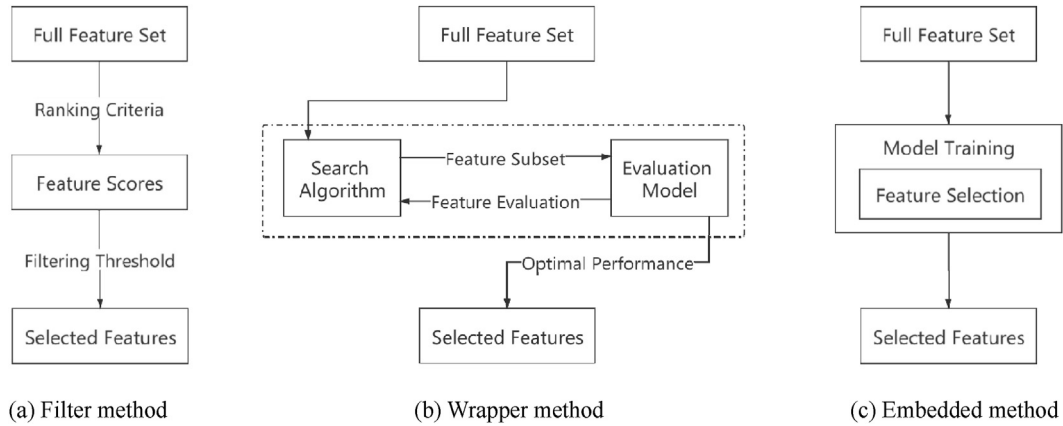 Full Feature Set
Ranking Criteria
Feature Scores
Filtering Threshold
Selected Features
(a) Filter method
Full Feature Set
Search
Algorithm
Feature Subset
Feature Evaluation
Evaluation
Model
Optimal Performance
Selected Features
(b) Wrapper method
Full Feature Set
Model Training
Feature Selection
Selected Features
(c) Embedded method